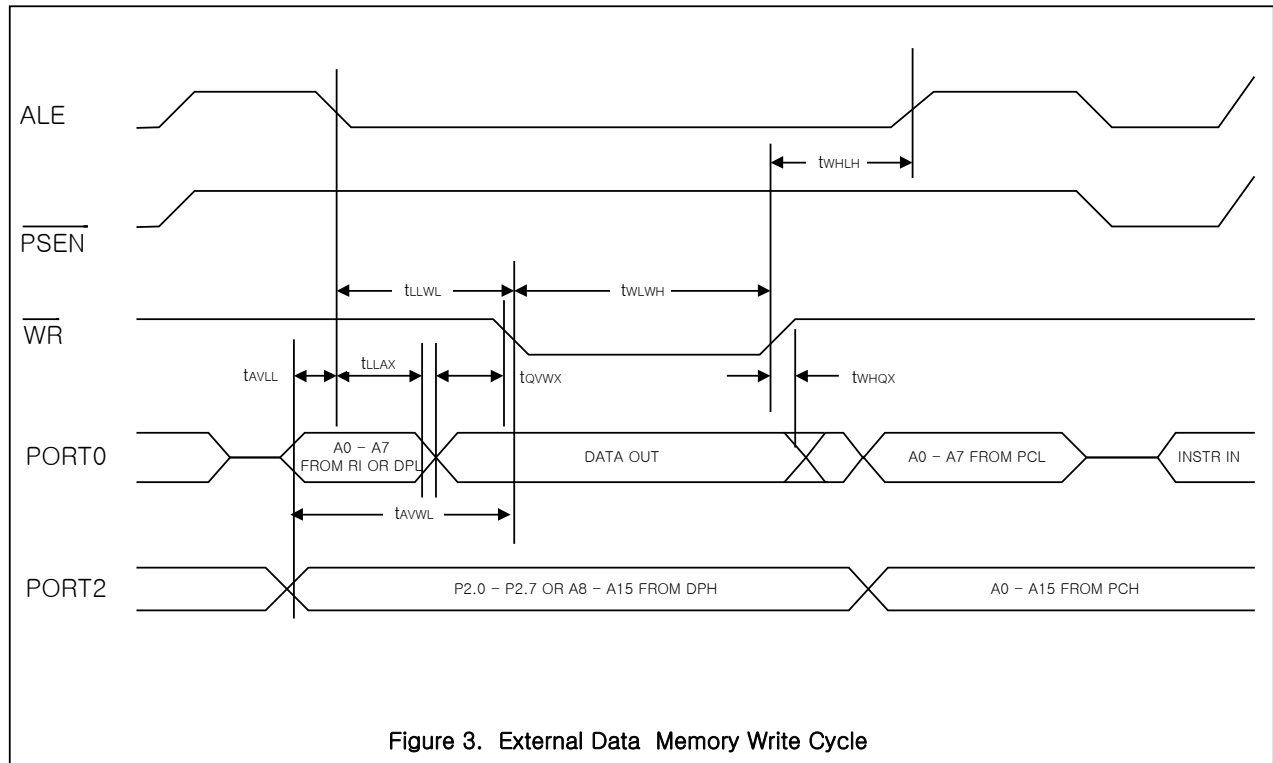 ALE
tWHLH
PSEN
tLLWL
tWLWH
WR
tAVLL
tLLAX
tQVWX
tWHQX
PORT0
A0 - A7
FROM RI OR DPL
DATA OUT
A0 - A7 FROM PCL
INSTR IN
tAVWL
PORT2
P2.0 - P2.7 OR A8 - A15 FROM DPH
A0 - A15 FROM PCH
Figure 3. External Data Memory Write Cycle